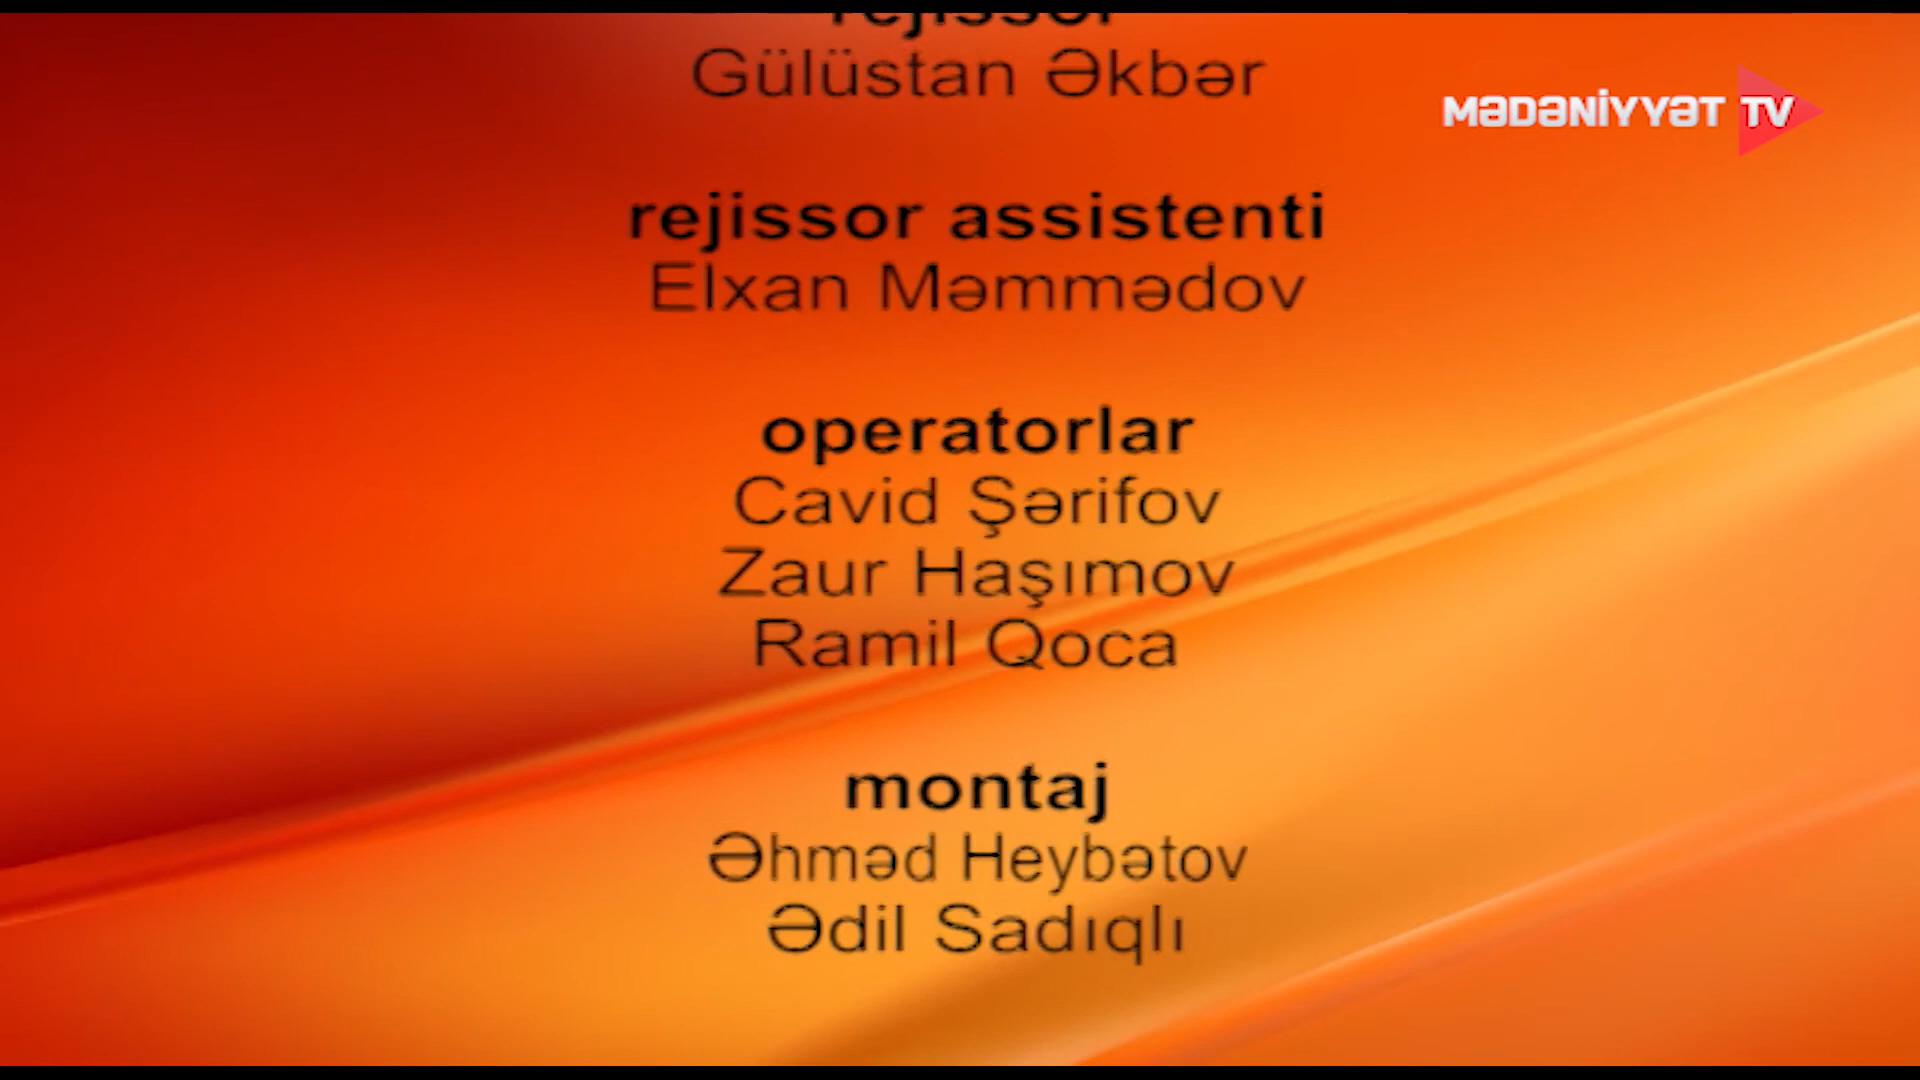 rejissor
Gülüstan Əkbər
MƏDƏNİYYƏT TV
rejissor assistenti
Elxan Məmmədov
operatorlar
Cavid Şərifov
Zaur Haşımov
Ramil Qoca
montaj
Əhməd Heybətov
Ədil Sadıqlı